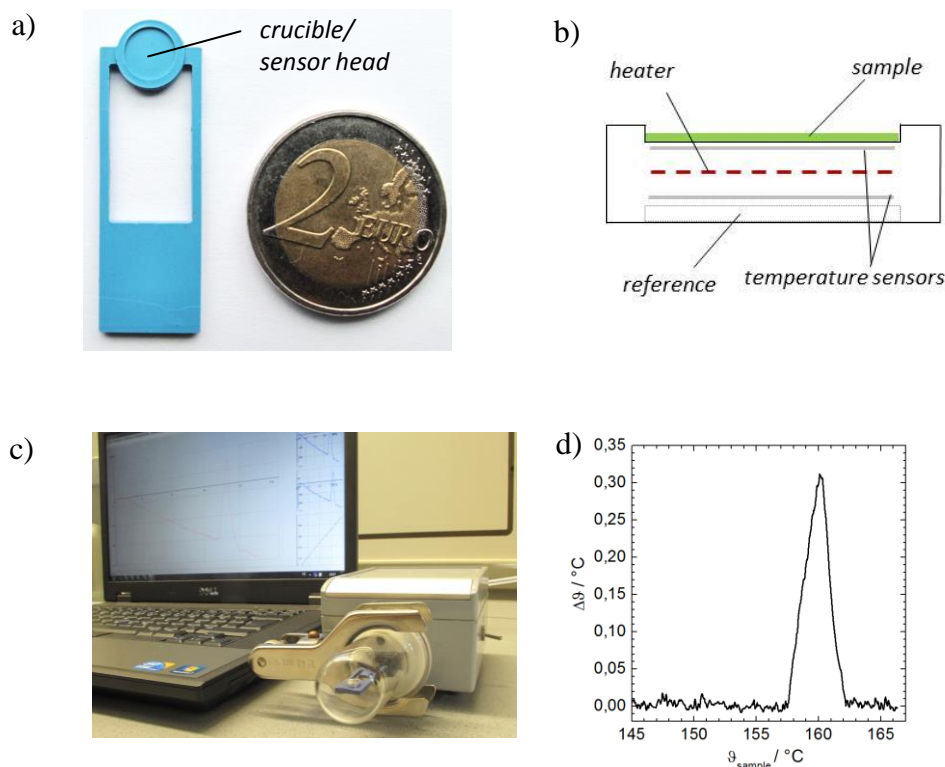 a)
crucible/
sensor head
2
EURO
b)
heater
sample
reference
temperature sensors
c)
DELL
d)
0,35
0,30
0,25
0,20
0,15
0,10
0,05
0,00
Δϑ / °C
145 150 155 160 165
ϑsample / °C